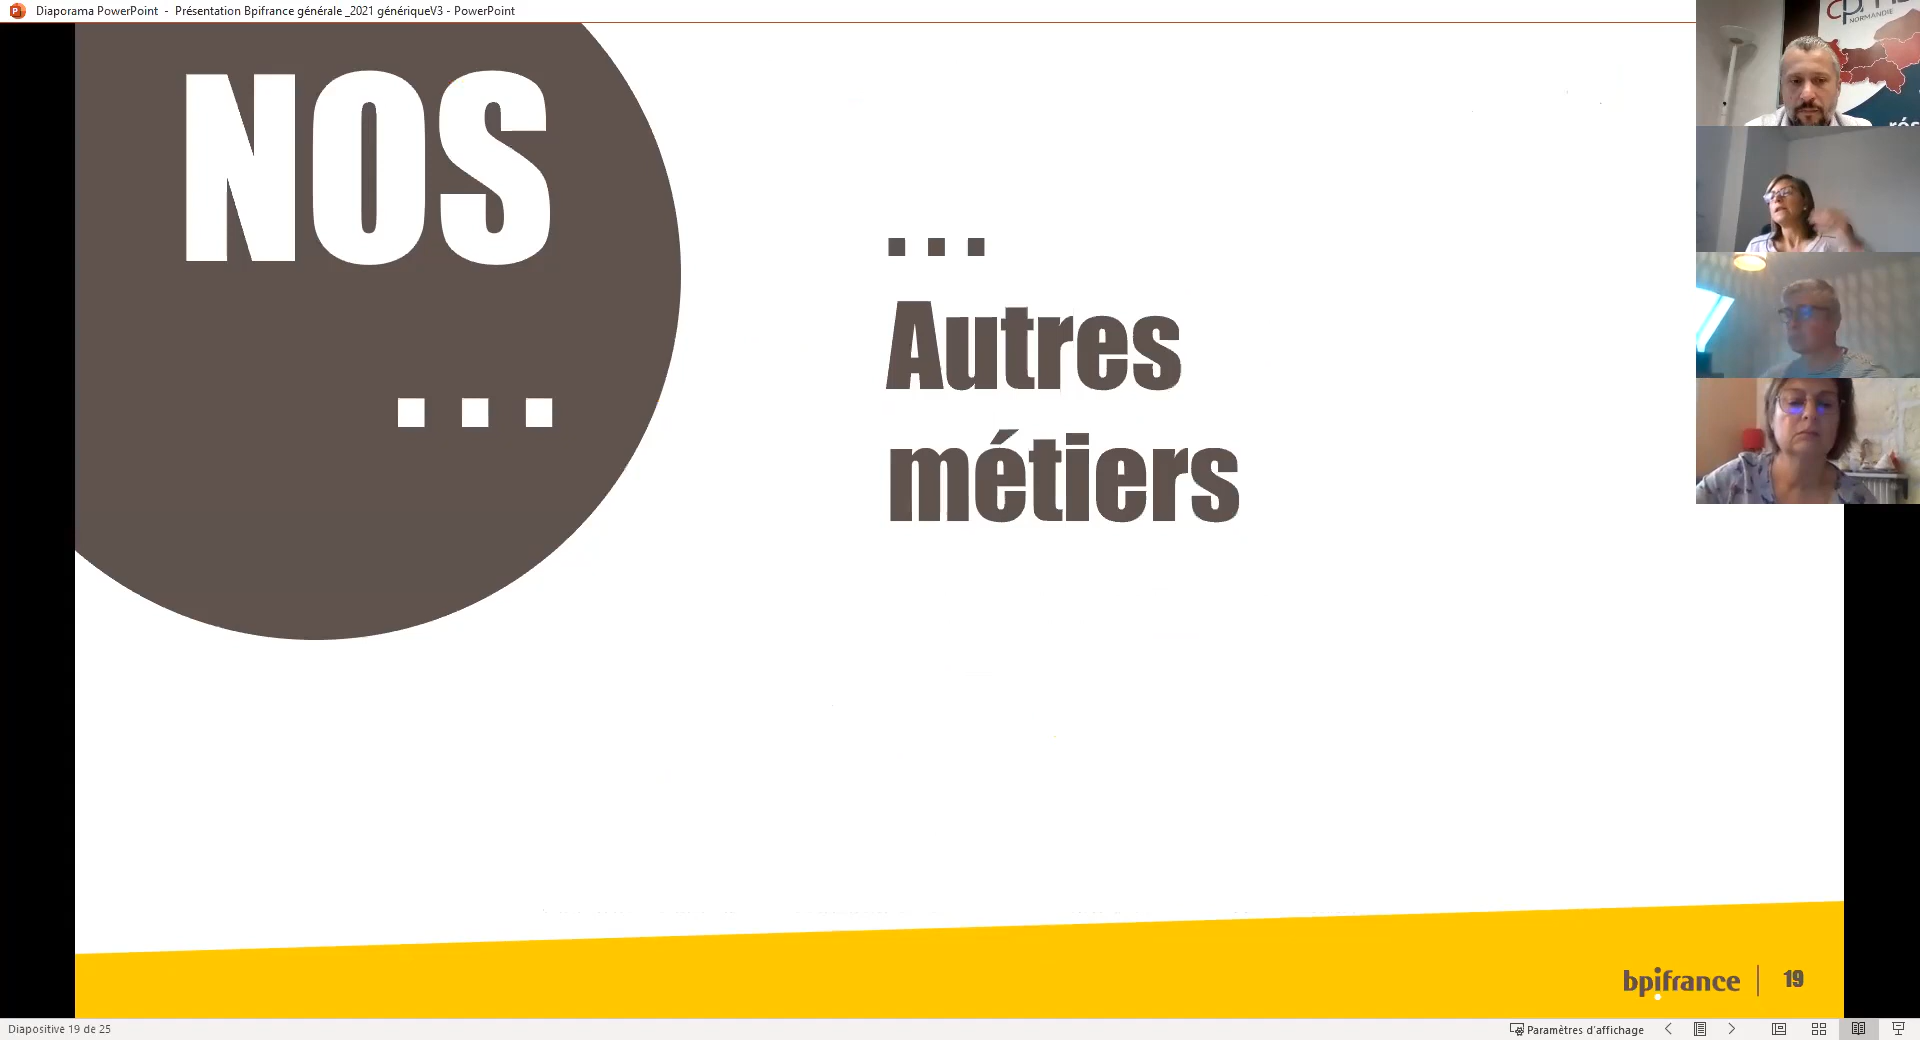 Diaporama PowerPoint - Présentation Bpifrance générale _2021 génériqueV3 - PowerPoint
NORMANDIE
NOS
...
...
Autres
métiers
bpifrance | 19
Diapositive 19 de 25
Paramètres d'affichage